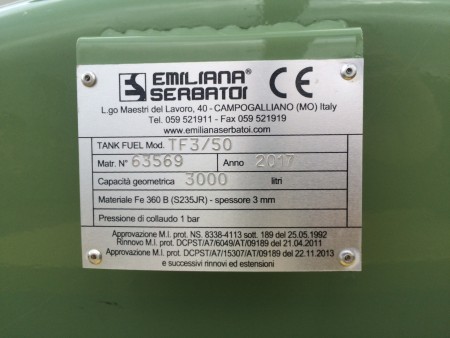 EMILIANA®
SERBATOI
CE
L.go Maestri del Lavoro, 40 - CAMPOGALLIANO (MO) Italy
Tel. 059 521911 - Fax 059 521919
www.emilianaserbatoi.com
TANK FUEL Mod. TF3/50
Matr. N° 63569 Anno 2017
Capacità geometrica 3000 litri
Materiale Fe 360 B (S235JR) - spessore 3 mm
Pressione di collaudo 1 bar
Approvazione M.I. prot. NS. 8338-4113 sott. 189 del 25.05.1992
Rinnovo M.I. prot. DCPST/A7/6049/AT/09189 del 21.04.2011
Approvazione M.I. prot. DCPST/A7/15307/AT/09189 del 22.11.2013
e successivi rinnovi ed estensioni